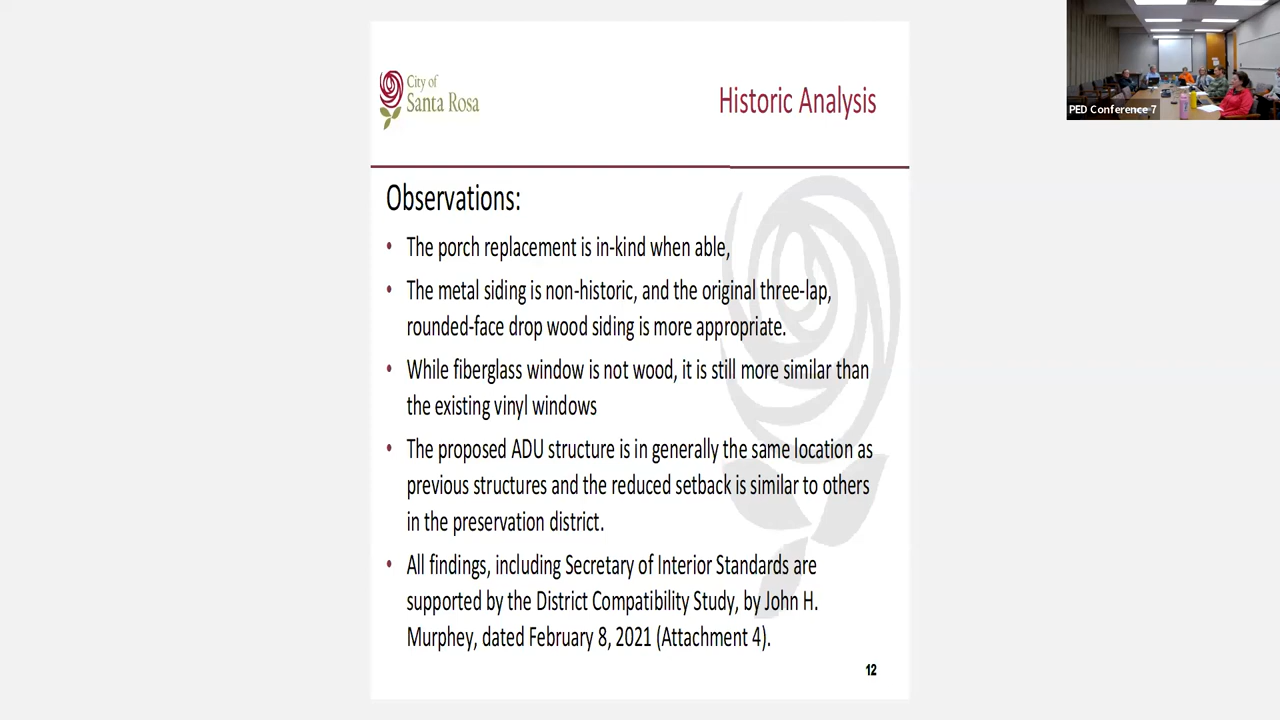 City of
Santa Rosa
Historic Analysis
PED Conference 7
Observations:
• The porch replacement is in-kind when able,
• The metal siding is non-historic, and the original three-lap,
rounded-face drop wood siding is more appropriate.
• While fiberglass window is not wood, it is still more similar than
the existing vinyl windows
• The proposed ADU structure is in generally the same location as
previous structures and the reduced setback is similar to others
in the preservation district.
• All findings, including Secretary of Interior Standards are
supported by the District Compatibility Study, by John H.
Murphey, dated February 8, 2021 (Attachment 4).
12